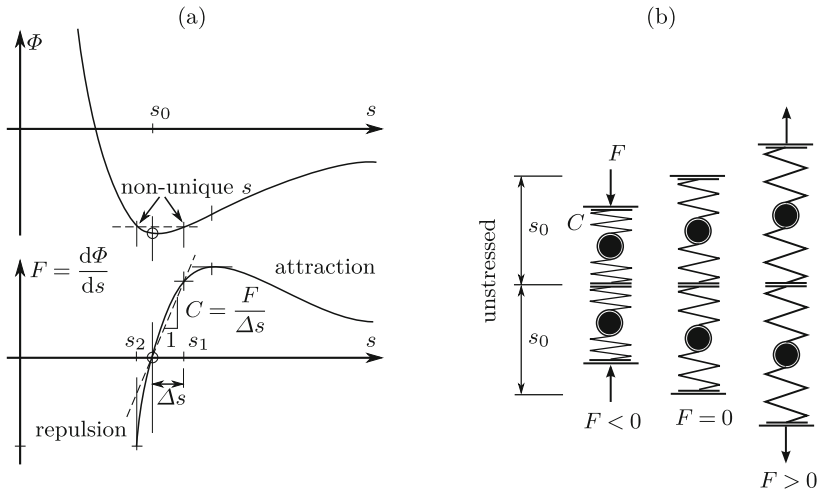 (a)
Φ
s₀
s
non-unique s
F = dΦ/ds
attraction
C = F/Δs
1
s₂
s₁
s
Δs
repulsion
(b)
F
C
s₀
unstressed
s₀
F < 0
F = 0
F > 0